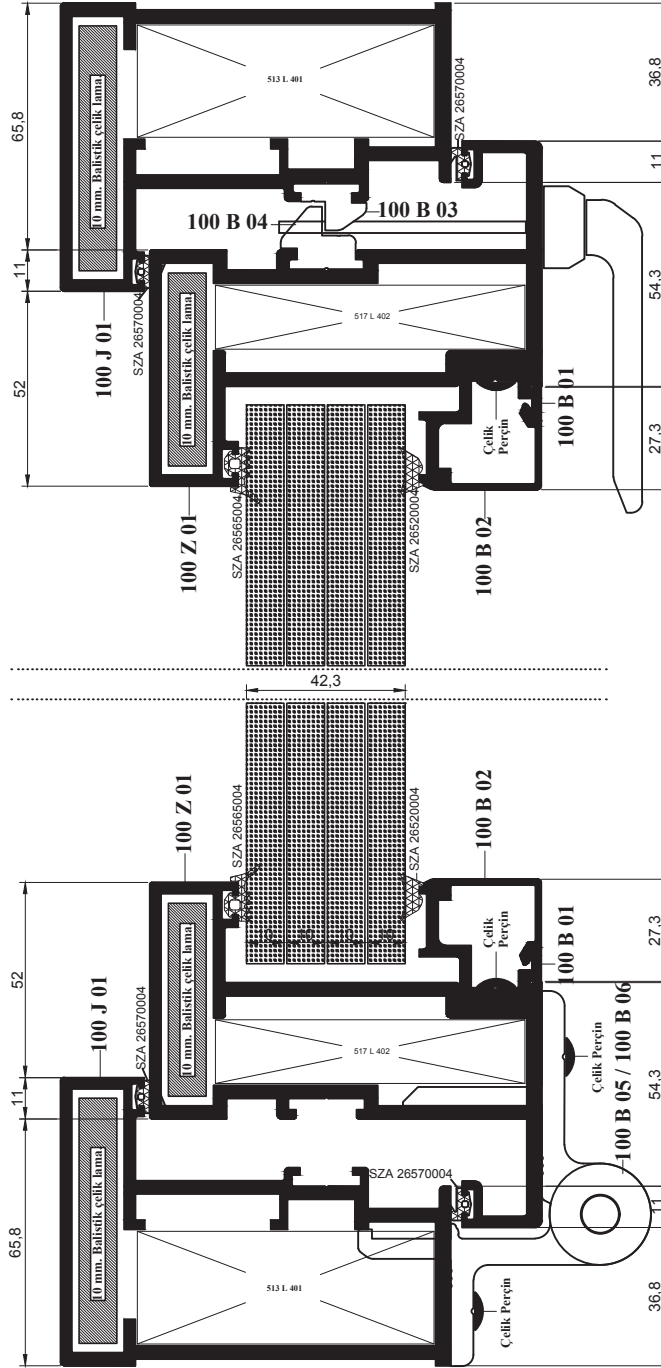 65,8
11
52
52
11
65,8
10 mm. Balistik çelik lama
100 J 01
100 J 01
10 mm. Balistik çelik lama
SZA 26570004
SZA 26570004
10 mm. Balistik çelik lama
100 Z 01
100 Z 01
10 mm. Balistik çelik lama
SZA 26565004
SZA 26565004
513 L 401
517 L 402
10
10
10
10
42,3
517 L 402
100 B 04
513 L 401
SZA 26570004
SZA 26520004
SZA 26520004
100 B 03
SZA 26570004
Çelik Perçin
Çelik
Perçin
100 B 02
100 B 02
Çelik
Perçin
100 B 01
100 B 01
Çelik Perçin
100 B 05 / 100 B 06
36,8
11
54,3
27,3
27,3
54,3
11
36,8